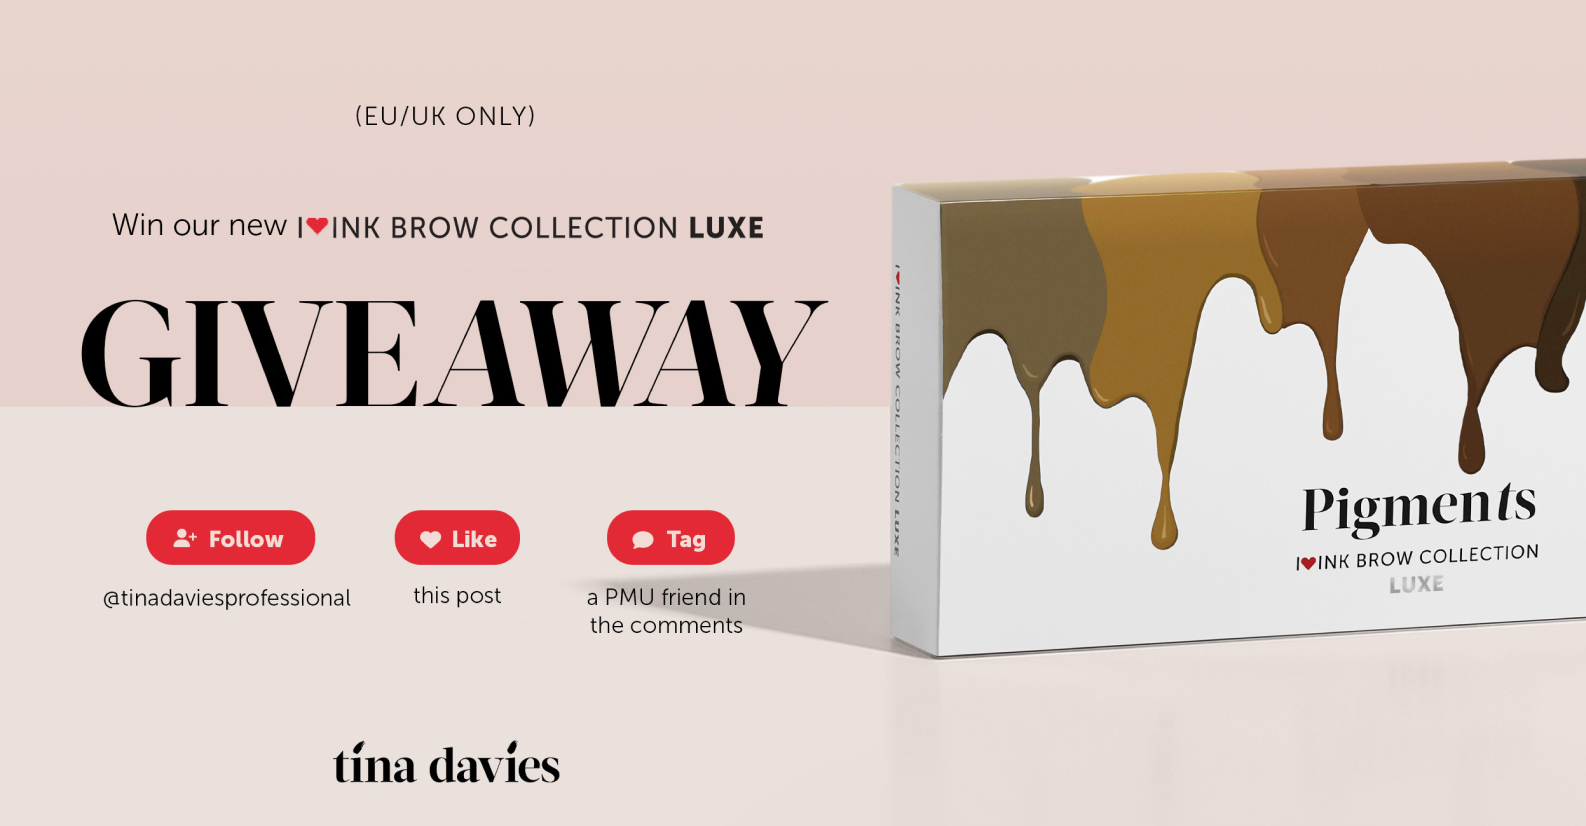 (EU/UK ONLY)
Win our new I❤INK BROW COLLECTION LUXE
GIVEAWAY
Follow
@tinadaviesprofessional
Like
this post
Tag
a PMU friend in
the comments
tina davies
I❤INK BROW COLLECTION LUXE
Pigments
I❤INK BROW COLLECTION
LUXE